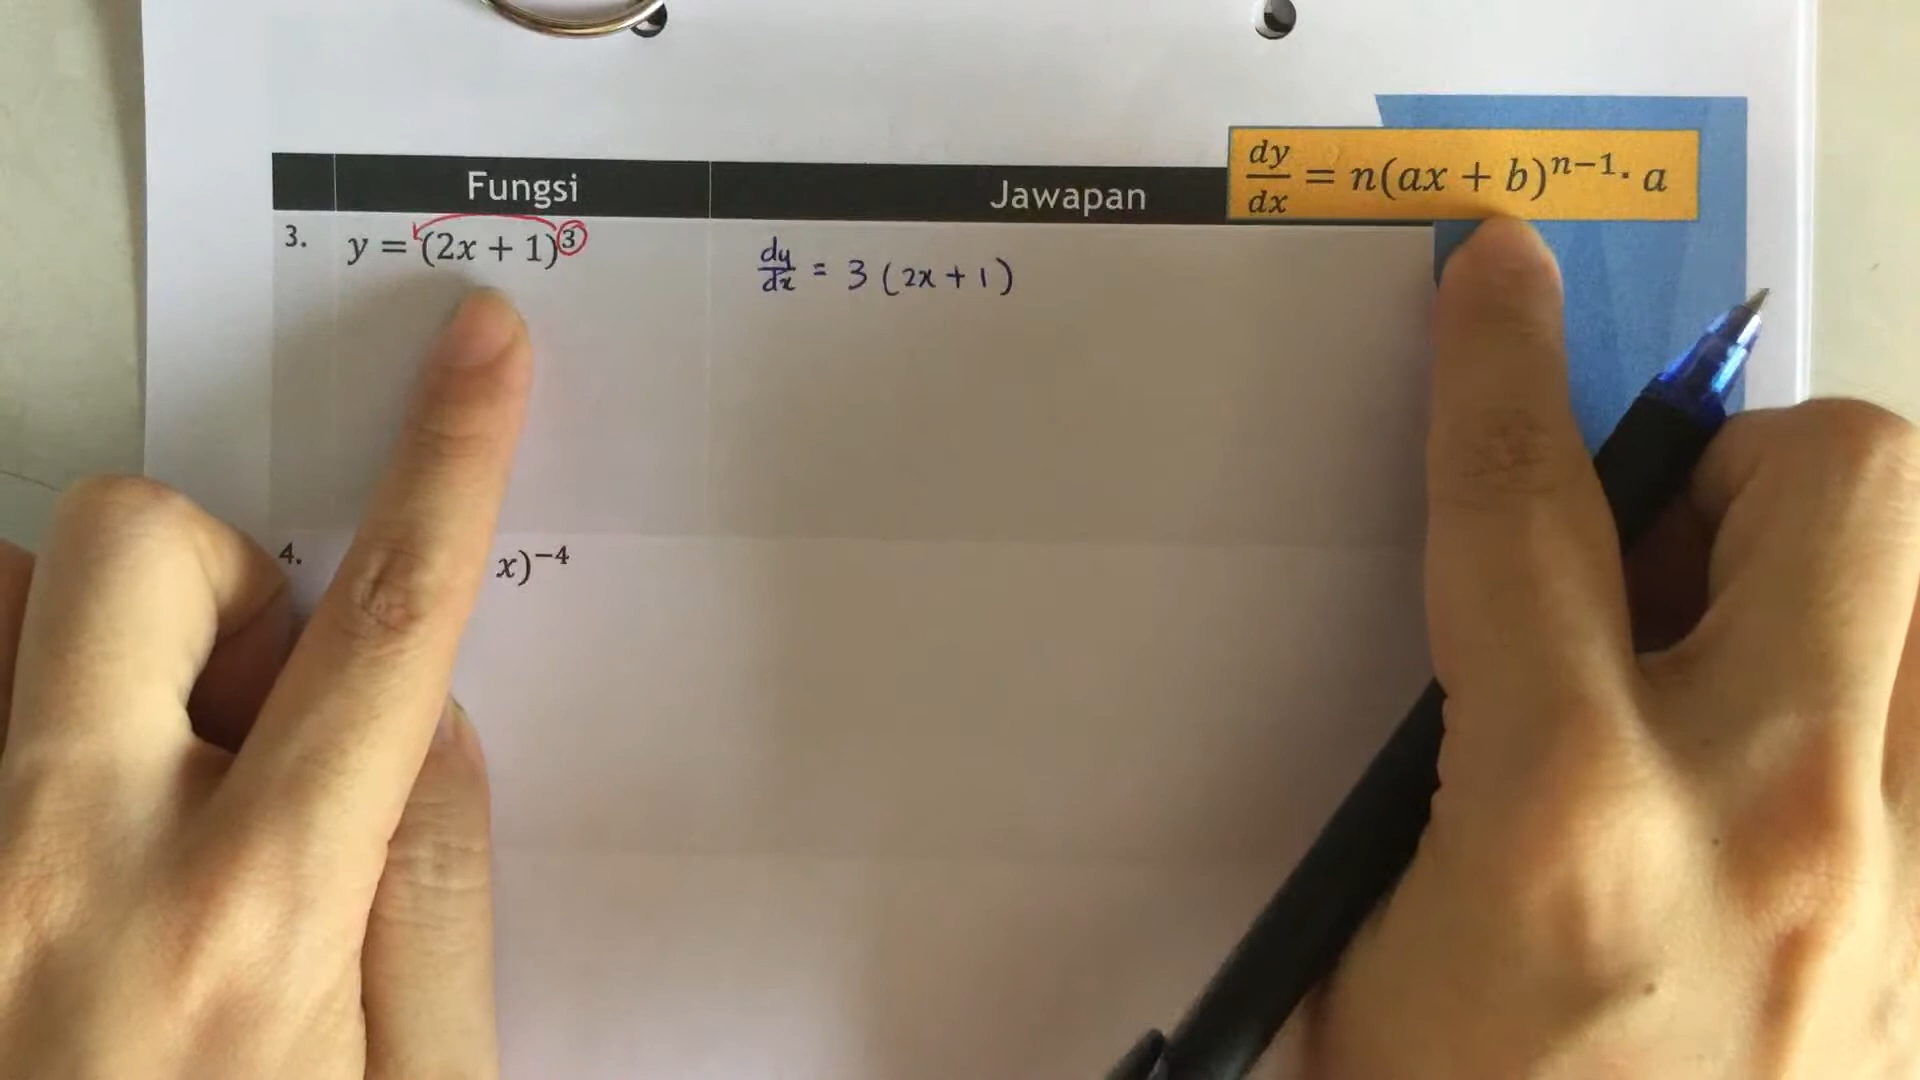 Fungsi Jawapan
dy/dx = n(ax + b)^{n−1}· a
3. y = (2x + 1)^3
dy/dx = 3 (2x + 1)
4. x)^{−4}